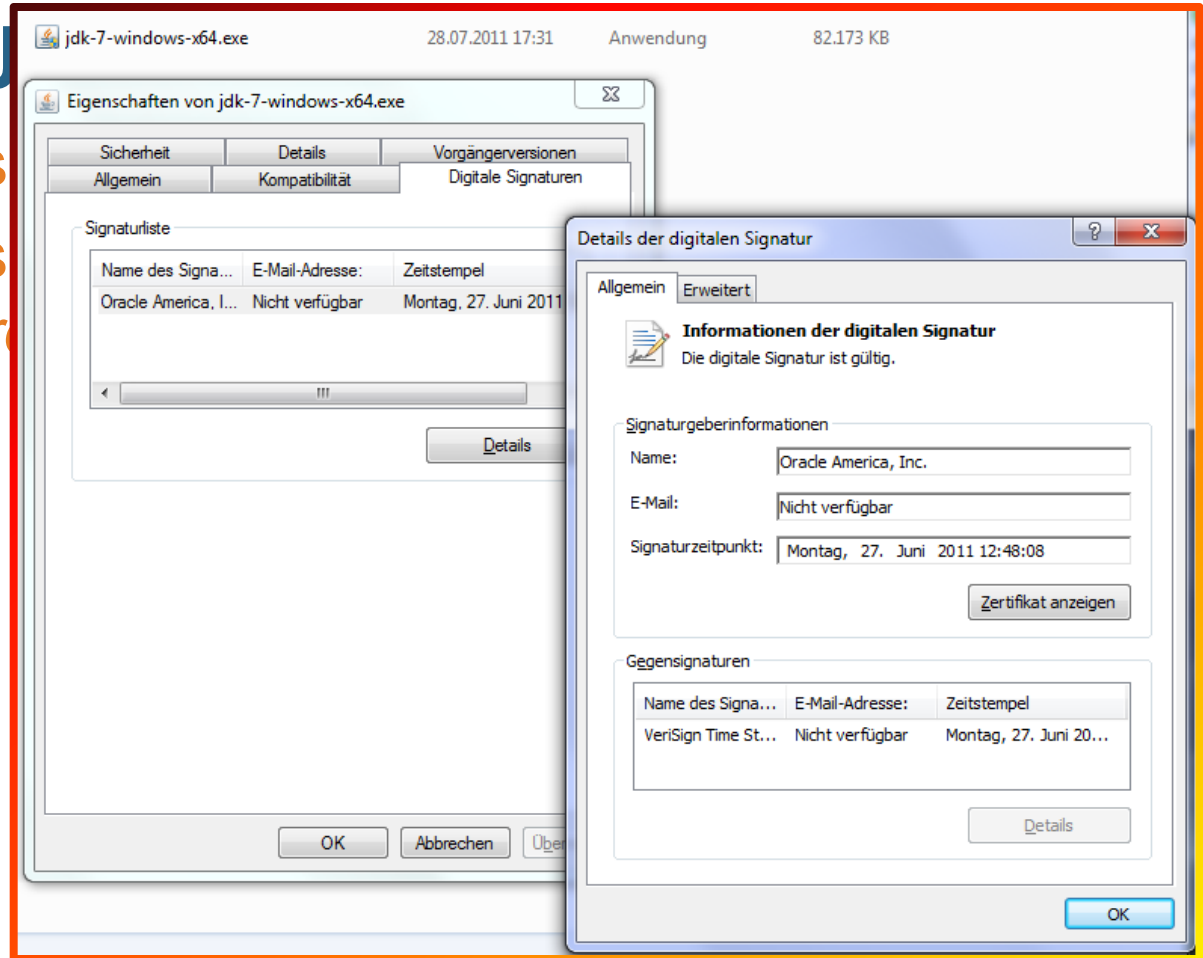 jdk-7-windows-x64.exe 28.07.2011 17:31 Anwendung 82.173 KB
Eigenschaften von jdk-7-windows-x64.exe
Sicherheit Details Vorgängerversionen
Allgemein Kompatibilität Digitale Signaturen
Signaturliste
Name des Signa... E-Mail-Adresse: Zeitstempel
Oracle America, I... Nicht verfügbar Montag, 27. Juni 2011
Details
OK Abbrechen
Details der digitalen Signatur
Allgemein Erweitert
Informationen der digitalen Signatur
Die digitale Signatur ist gültig.
Signaturgeberinformationen
Name: Oracle America, Inc.
E-Mail: Nicht verfügbar
Signaturzeitpunkt: Montag, 27. Juni 2011 12:48:08
Zertifikat anzeigen
Gegensignaturen
Name des Signa... E-Mail-Adresse: Zeitstempel
VeriSign Time St... Nicht verfügbar Montag, 27. Juni 20...
Details
OK